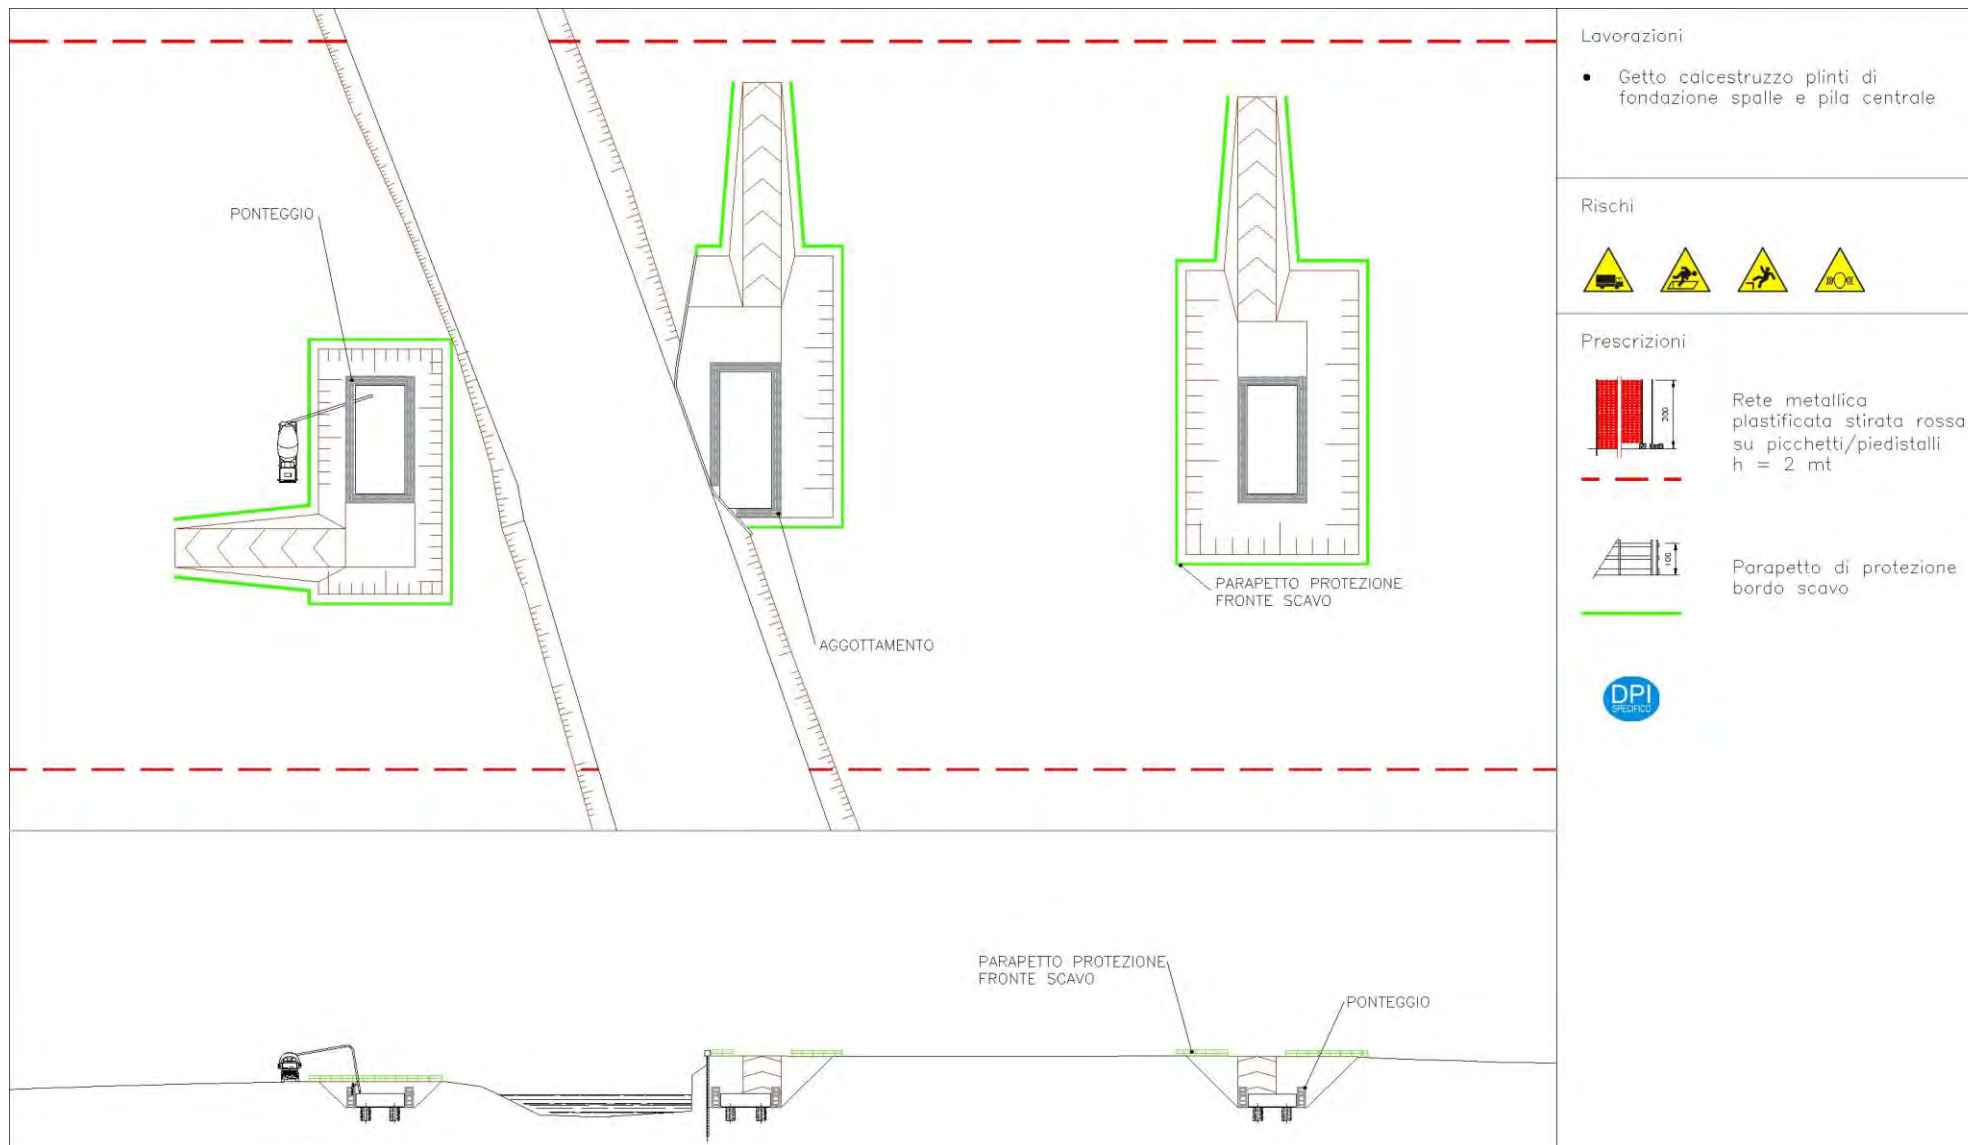 PONTEGGIO
AGGOTTAMENTO
PARAPETTO PROTEZIONE
FRONTE SCAVO
PARAPETTO PROTEZIONE
FRONTE SCAVO
PONTEGGIO
Lavorazioni
• Getto calcestruzzo plinti di
fondazione spalle e pila centrale
Rischi
Prescrizioni
200
Rete metallica
plastificata stirata rossa
su picchetti/piedistalli
h = 2 mt
100
Parapetto di protezione
bordo scavo
DPI
SPECIFICO